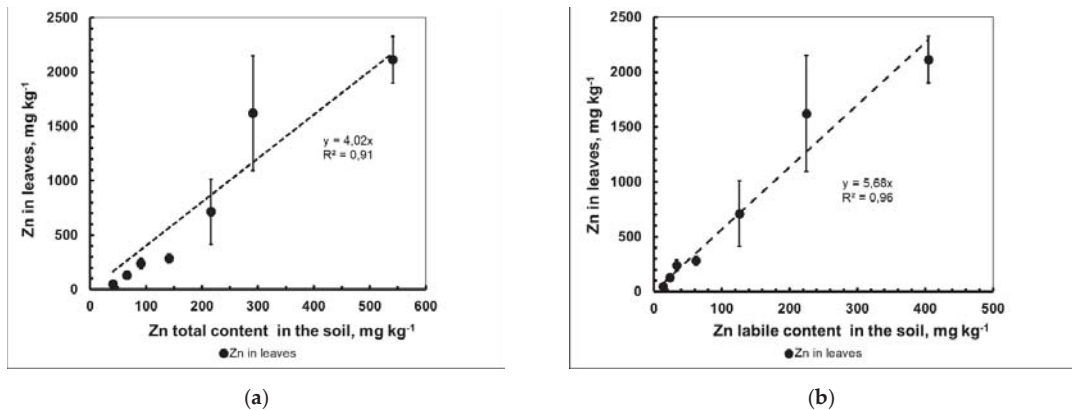 2500
2000
1500
1000
500
0
Zn in leaves, mg kg⁻¹
y = 4,02x
R² = 0,91
0 100 200 300 400 500 600
Zn total content in the soil, mg kg⁻¹
Zn in leaves
(a)
2500
2000
1500
1000
500
0
Zn in leaves, mg kg⁻¹
y = 5,68x
R² = 0,96
0 100 200 300 400 500
Zn labile content in the soil, mg kg⁻¹
Zn in leaves
(b)